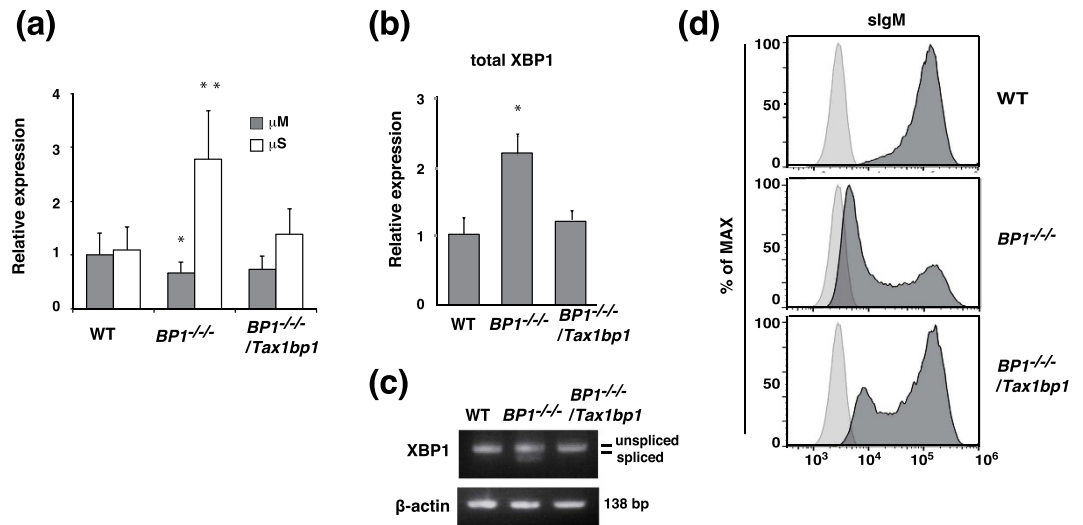 (a)
4
3
2
1
0
Relative expression
* *
*
μM
μS
WT
BP1-/-/-
BP1-/-/-
/Tax1bp1
(b)
total XBP1
3
2
1
0
Relative expression
*
WT
BP1-/-/-
BP1-/-/-
/Tax1bp1
(c)
WT
BP1-/-/-
BP1-/-/-
/Tax1bp1
XBP1
unspliced
spliced
β-actin
138 bp
(d)
sIgM
% of MAX
100
50
0
WT
100
50
0
BP1-/-/-
100
50
0
BP1-/-/-
/Tax1bp1
10³ 10⁴ 10⁵ 10⁶